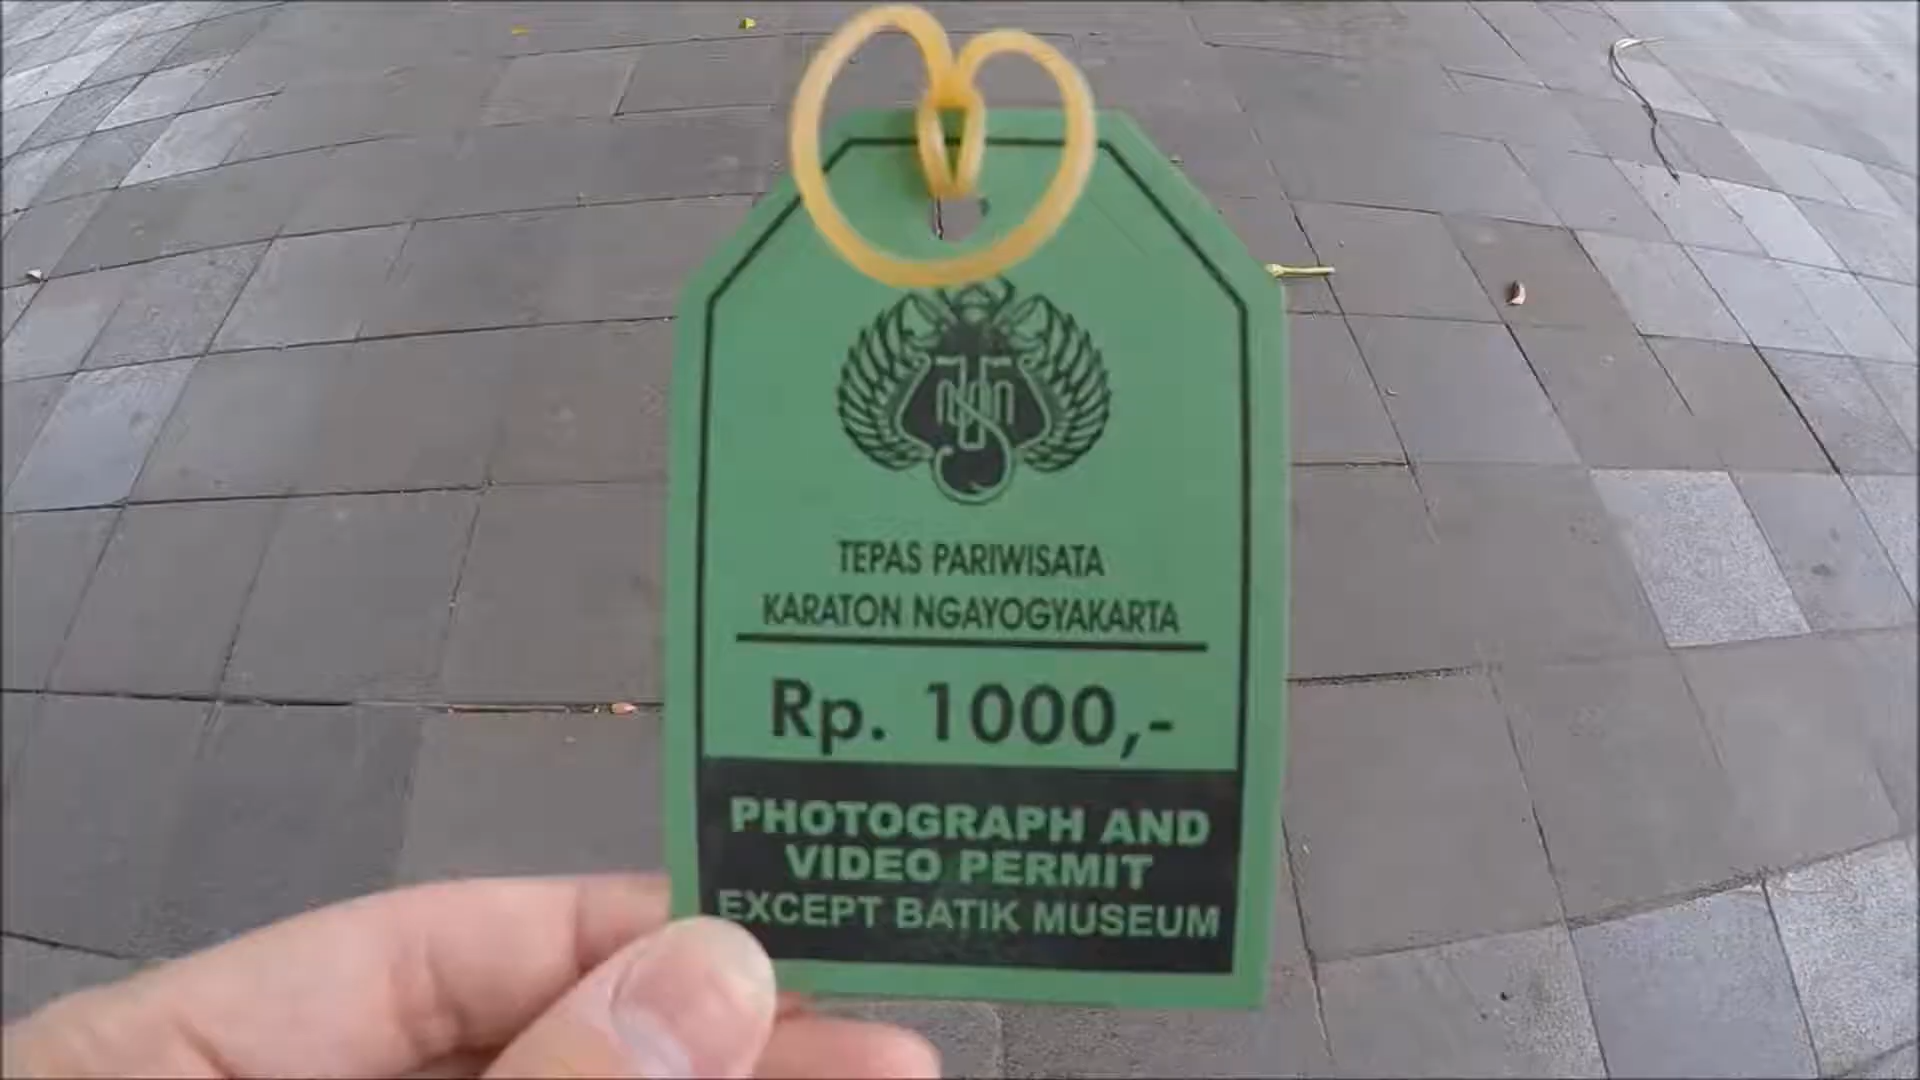 TEPAS PARIWISATA
KARATON NGAYOGYAKARTA
Rp. 1000,-
PHOTOGRAPH AND
VIDEO PERMIT
EXCEPT BATIK MUSEUM